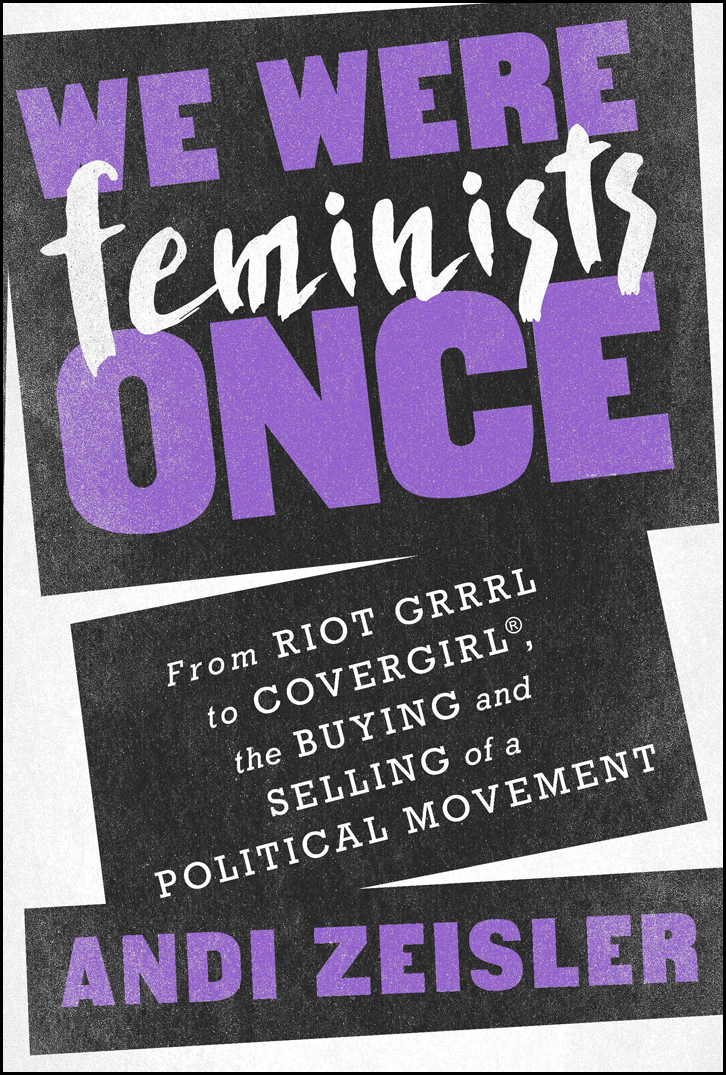 WE WERE
feminists
ONCE
From RIOT GRRRL
to COVERGIRL®,
the BUYING and
SELLING of a
POLITICAL MOVEMENT
ANDI ZEISLER